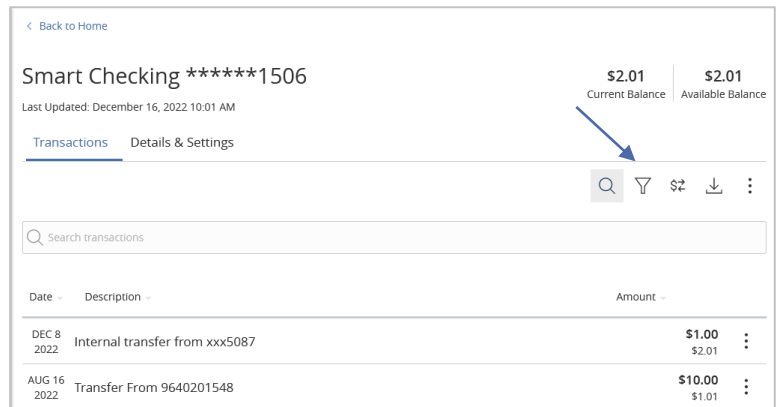 < Back to Home
Smart Checking ******1506
$2.01 $2.01
Current Balance Available Balance
Last Updated: December 16, 2022 10:01 AM
Transactions Details & Settings
Search transactions
Date Description Amount
DEC 8
2022
Internal transfer from xxx5087
$1.00
$2.01
AUG 16
2022
Transfer From 9640201548
$10.00
$1.01